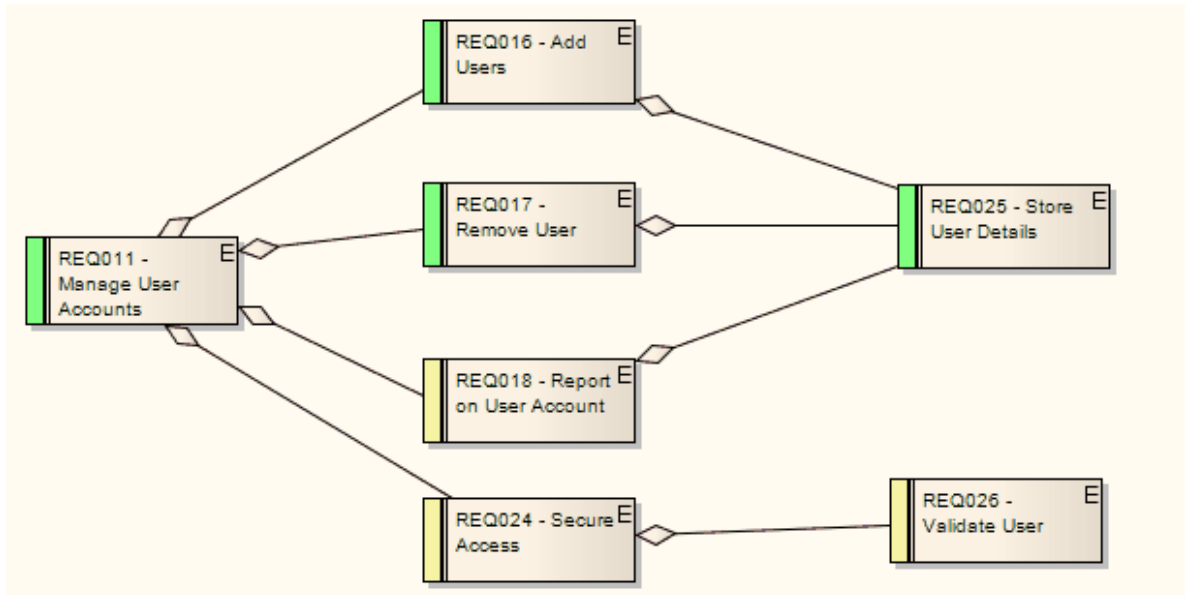 REQ016 - Add E
Users
REQ017 - E
Remove User
REQ025 - Store E
User Details
REQ011 - E
Manage User
Accounts
REQ018 - Report E
on User Account
REQ024 - Secure E
Access
REQ026 - E
Validate User